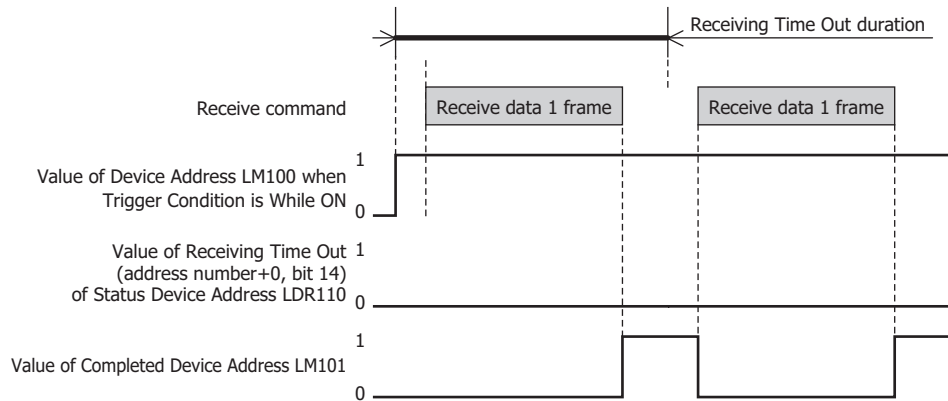 Receiving Time Out duration
Receive command
Receive data 1 frame
Receive data 1 frame
Value of Device Address LM100 when
Trigger Condition is While ON
1
0
Value of Receiving Time Out
(address number+0, bit 14)
of Status Device Address LDR110
1
0
Value of Completed Device Address LM101
1
0